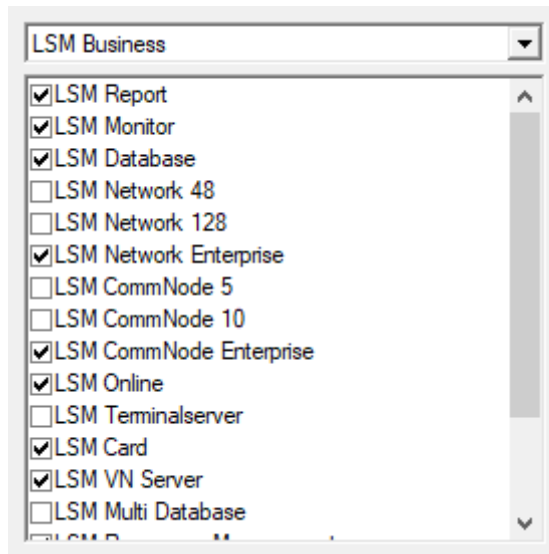 LSM Business
LSM Report
LSM Monitor
LSM Database
LSM Network 48
LSM Network 128
LSM Network Enterprise
LSM CommNode 5
LSM CommNode 10
LSM CommNode Enterprise
LSM Online
LSM Terminalserver
LSM Card
LSM VN Server
LSM Multi Database